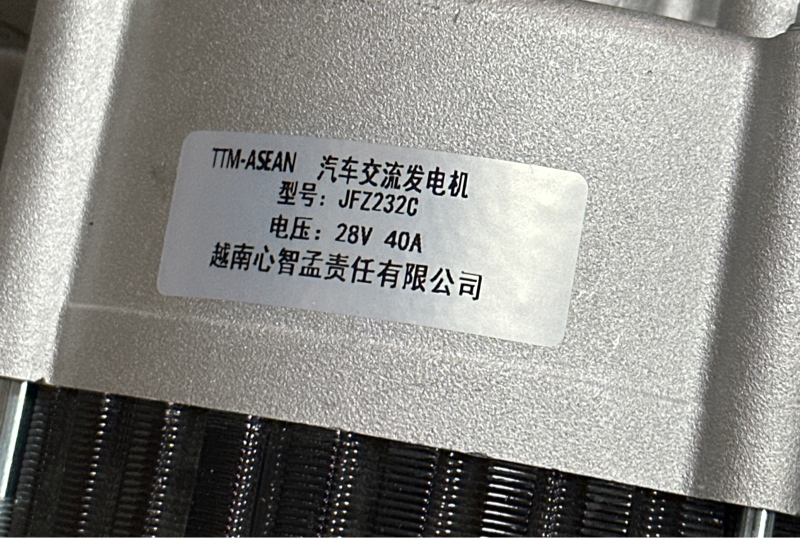 TTM-ASEAN 汽车交流发电机
型号：JFZ232C
电压：28V 40A
越南心智孟责任有限公司